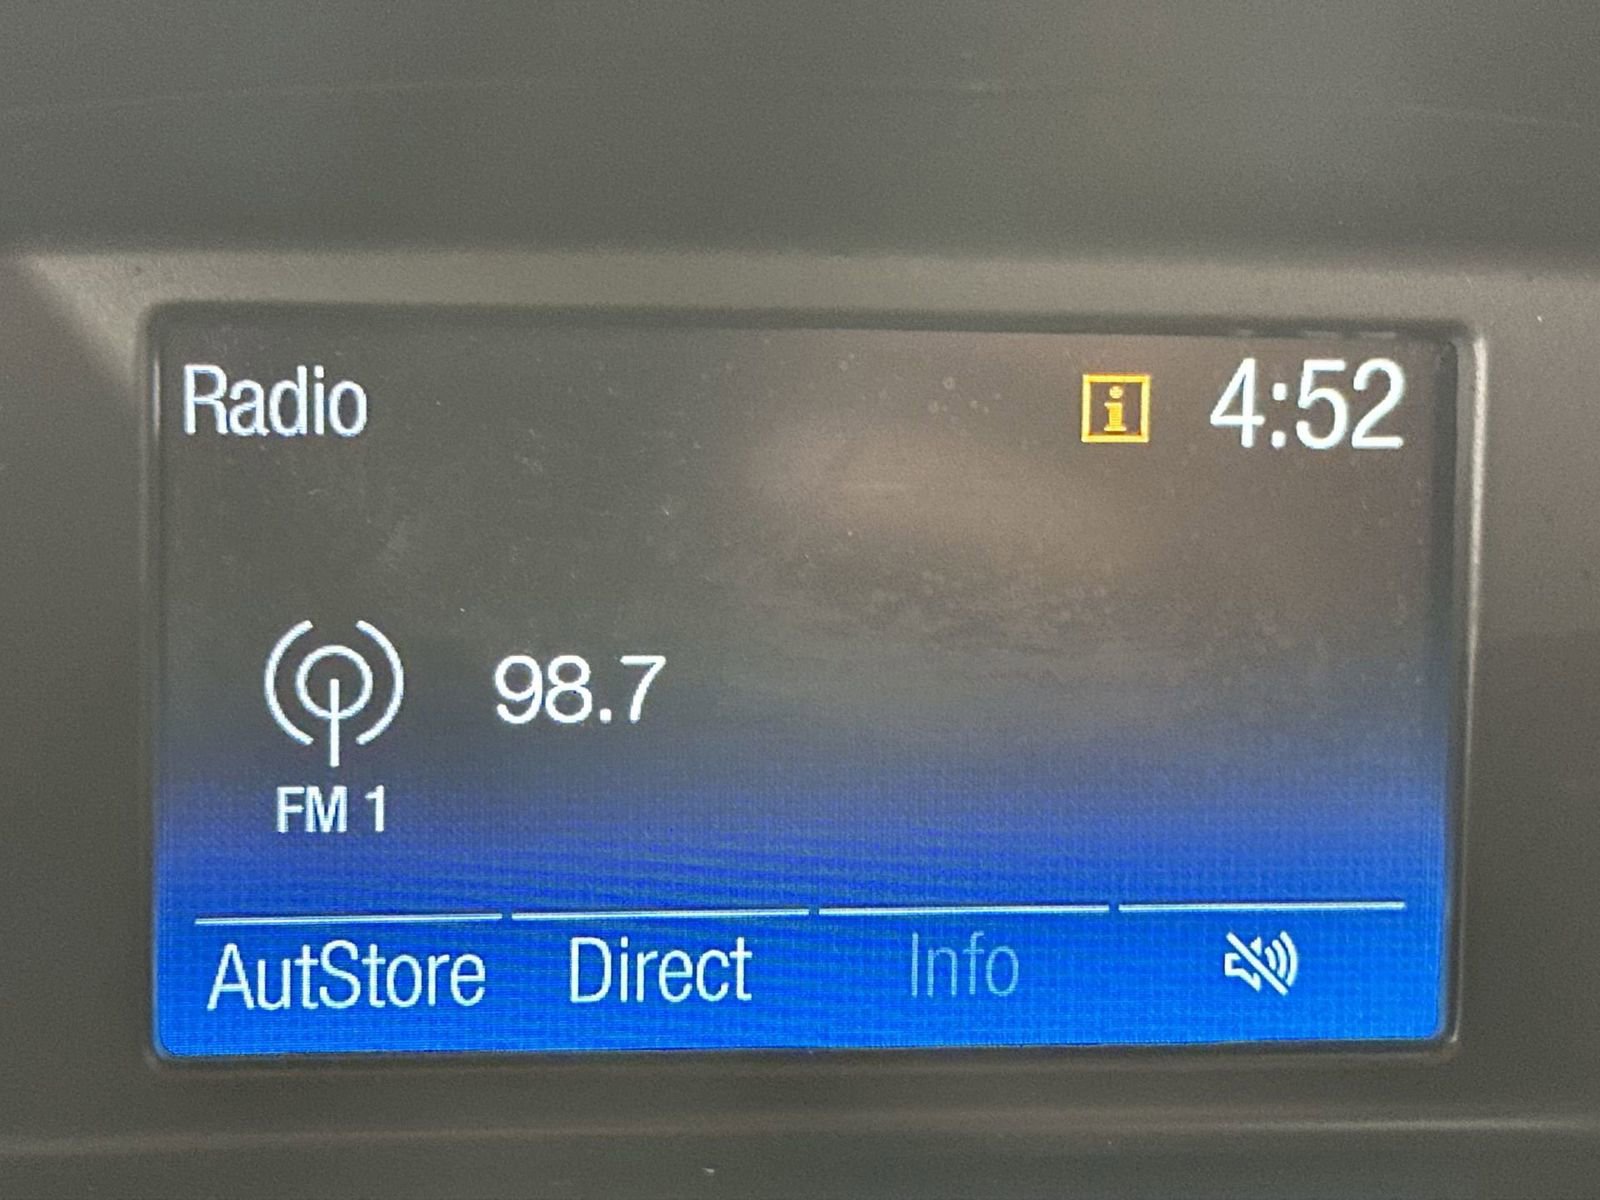 Radio i 4:52
98.7
FM 1
AutStore Direct Info